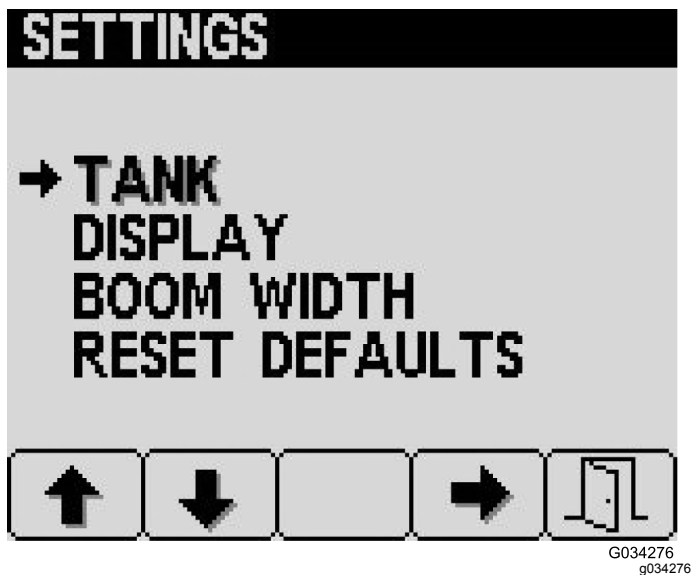 SETTINGS
TANK
DISPLAY
BOOM WIDTH
RESET DEFAULTS
G034276
g034276